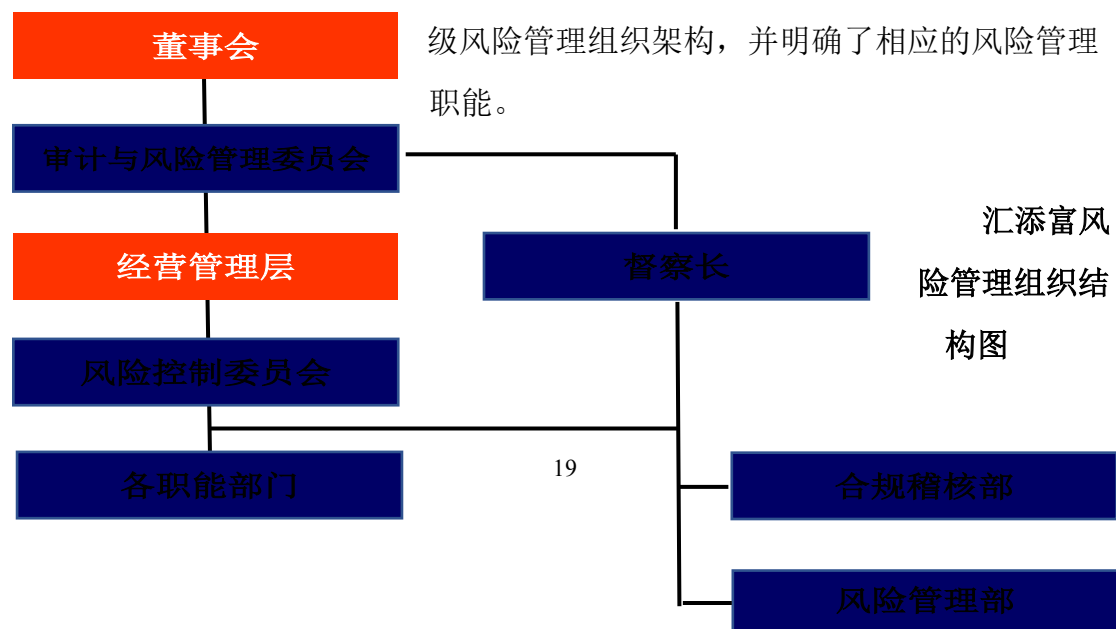 级风险管理组织架构，并明确了相应的风险管理
职能。
董事会
审计与风险管理委员会
汇添富风
险管理组织结
构图
经营管理层
督察长
风险控制委员会
19
各职能部门
合规稽核部
风险管理部